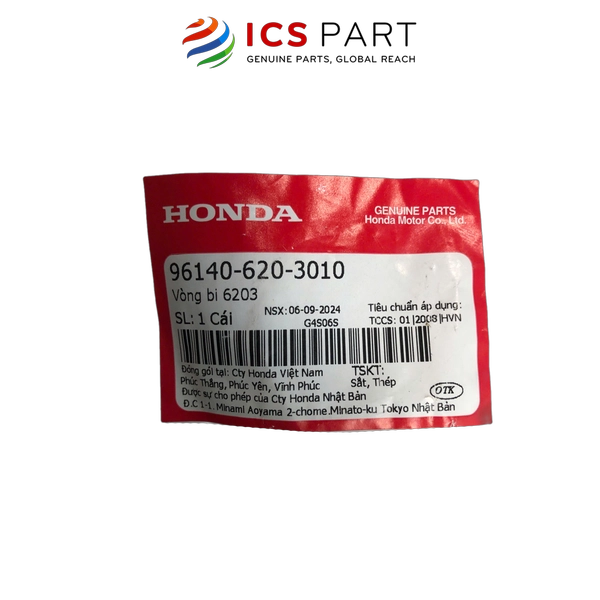 ICS PART
GENUINE PARTS, GLOBAL REACH
HONDA
GENUINE PARTS
Honda Motor Co., Ltd.
96140-620-3010
Vòng bi 6203
SL: 1 Cái
NSX: 06-09-2024
G4S06S
Tiêu chuẩn áp dụng:
TCCS: 01|2008|HVN
Đóng gói tại: Cty Honda Việt Nam
Phúc Thắng, Phúc Yên, Vĩnh Phúc
TSKT:
Sắt, Thép
Được sự cho phép của Cty Honda Nhật Bản
Đ.C 1-1. Minami Aoyama 2-chome.Minato-ku Tokyo Nhật Bản
OTK